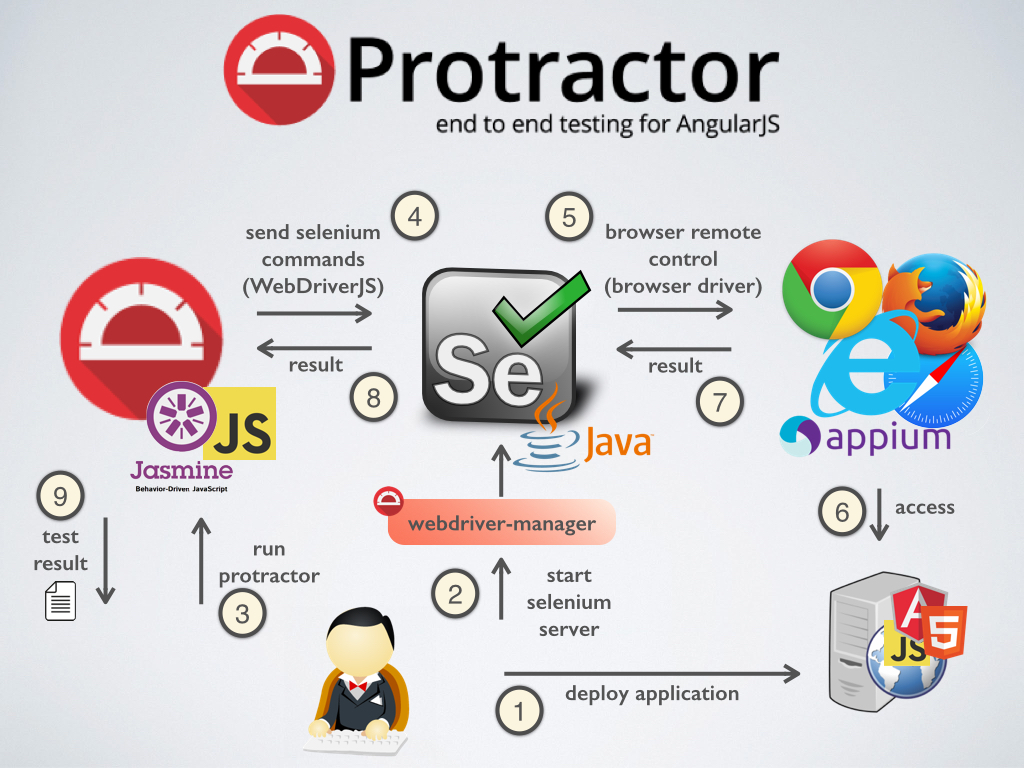 Protractor
end to end testing for AngularJS
4
5
send selenium
commands
(WebDriverJS)
browser remote
control
(browser driver)
Se
result
result
8
7
JS
Jasmine
Behavior-Driven JavaScript
Java
appium
9
test
result
webdriver-manager
6
access
run
protractor
3
2
start
selenium
server
A
5
JS
deploy application
1